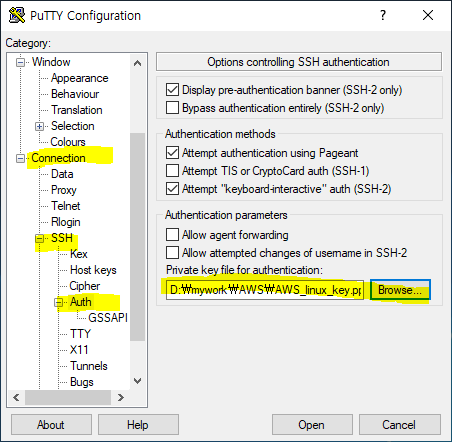 PuTTY Configuration
Category:
Window
Appearance
Behaviour
Translation
Selection
Colours
Connection
Data
Proxy
Telnet
Rlogin
SSH
Kex
Host keys
Cipher
Auth
GSSAPI
TTY
X11
Tunnels
Bugs
Options controlling SSH authentication
Display pre-authentication banner (SSH-2 only)
Bypass authentication entirely (SSH-2 only)
Authentication methods
Attempt authentication using Pageant
Attempt TIS or CryptoCard auth (SSH-1)
Attempt "keyboard-interactive" auth (SSH-2)
Authentication parameters
Allow agent forwarding
Allow attempted changes of username in SSH-2
Private key file for authentication:
D:₩mywork₩AWS₩AWS_linux_key.pp Browse...
About Help Open Cancel